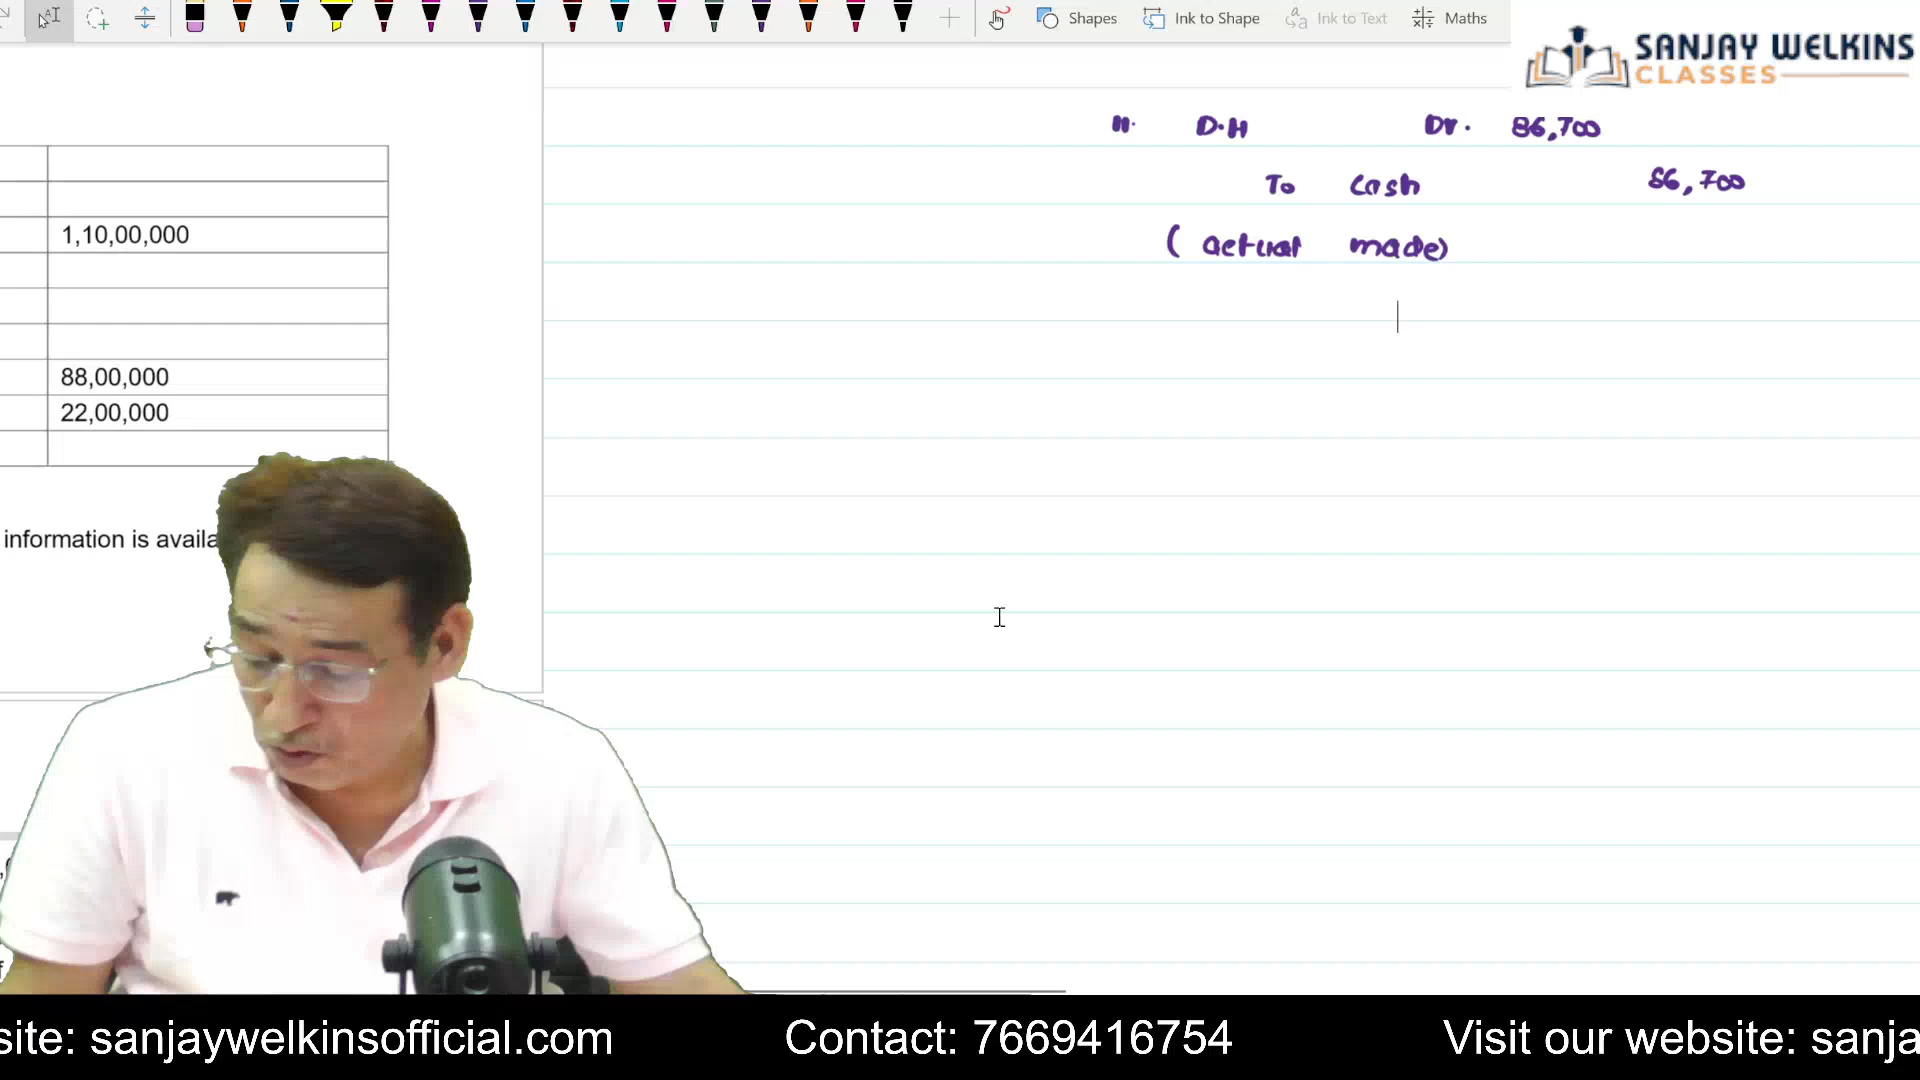 Shapes
Ink to Shape
Ink to Text
Maths
SANJAY WELKINS
CLASSES
D.H Dr. 86,700
To Cash 86,700
( actual made)
1,10,00,000
88,00,000
22,00,000
information is availa
site: sanjaywelkinsofficial.com Contact: 7669416754 Visit our website: sanja